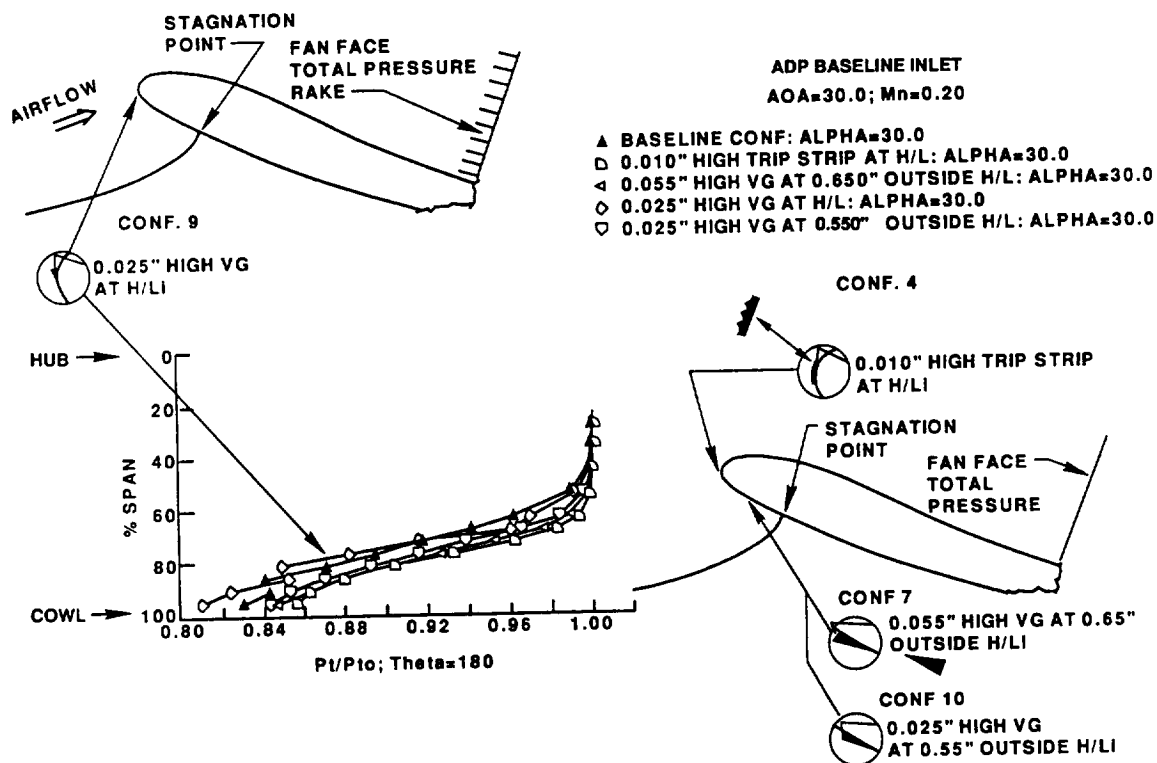 STAGNATION
POINT
FAN FACE
TOTAL PRESSURE
RAKE
AIRFLOW
ADP BASELINE INLET
AOA=30.0; Mn=0.20
BASELINE CONF: ALPHA=30.0
0.010" HIGH TRIP STRIP AT H/L: ALPHA=30.0
0.055" HIGH VG AT 0.650" OUTSIDE H/L: ALPHA=30.0
0.025" HIGH VG AT H/L: ALPHA=30.0
0.025" HIGH VG AT 0.550" OUTSIDE H/L: ALPHA=30.0
CONF. 9
0.025" HIGH VG
AT H/Li
CONF. 4
0.010" HIGH TRIP STRIP
AT H/Li
HUB
0
20
40
60
80
100
% SPAN
COWL
0.80 0.84 0.88 0.92 0.96 1.00
Pt/Pto; Theta=180
STAGNATION
POINT
FAN FACE
TOTAL
PRESSURE
CONF 7
0.055" HIGH VG AT 0.65"
OUTSIDE H/Li
CONF 10
0.025" HIGH VG
AT 0.55" OUTSIDE H/Li